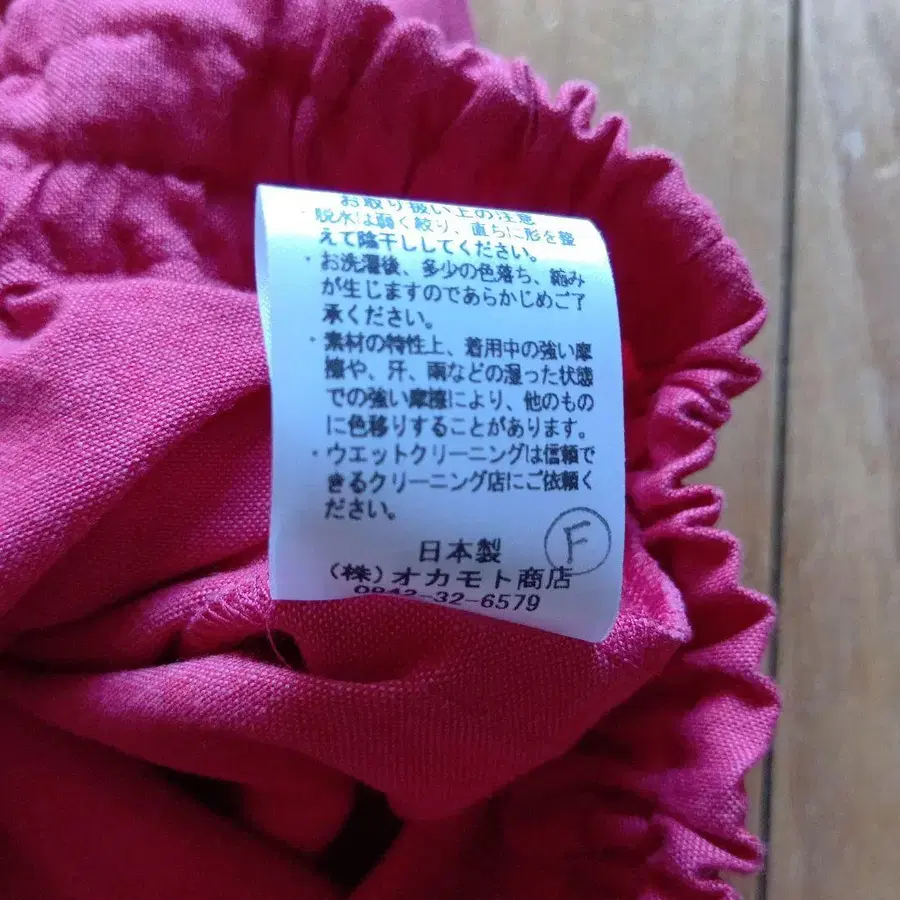 お取り扱い上の注意
・脱水は弱く絞り、直ちに形を整
えて陰干ししてください。
・お洗濯後、多少の色落ち、縮み
が生じますのであらかじめご了
承ください。
・素材の特性上、着用中の強い摩
擦や、汗、雨などの湿った状態
での強い摩擦により、他のもの
に色移りすることがあります。
・ウエットクリーニングは信頼で
きるクリーニング店にご依頼く
ださい。
F
日本製
(株)オカモト商店
0942-32-6579